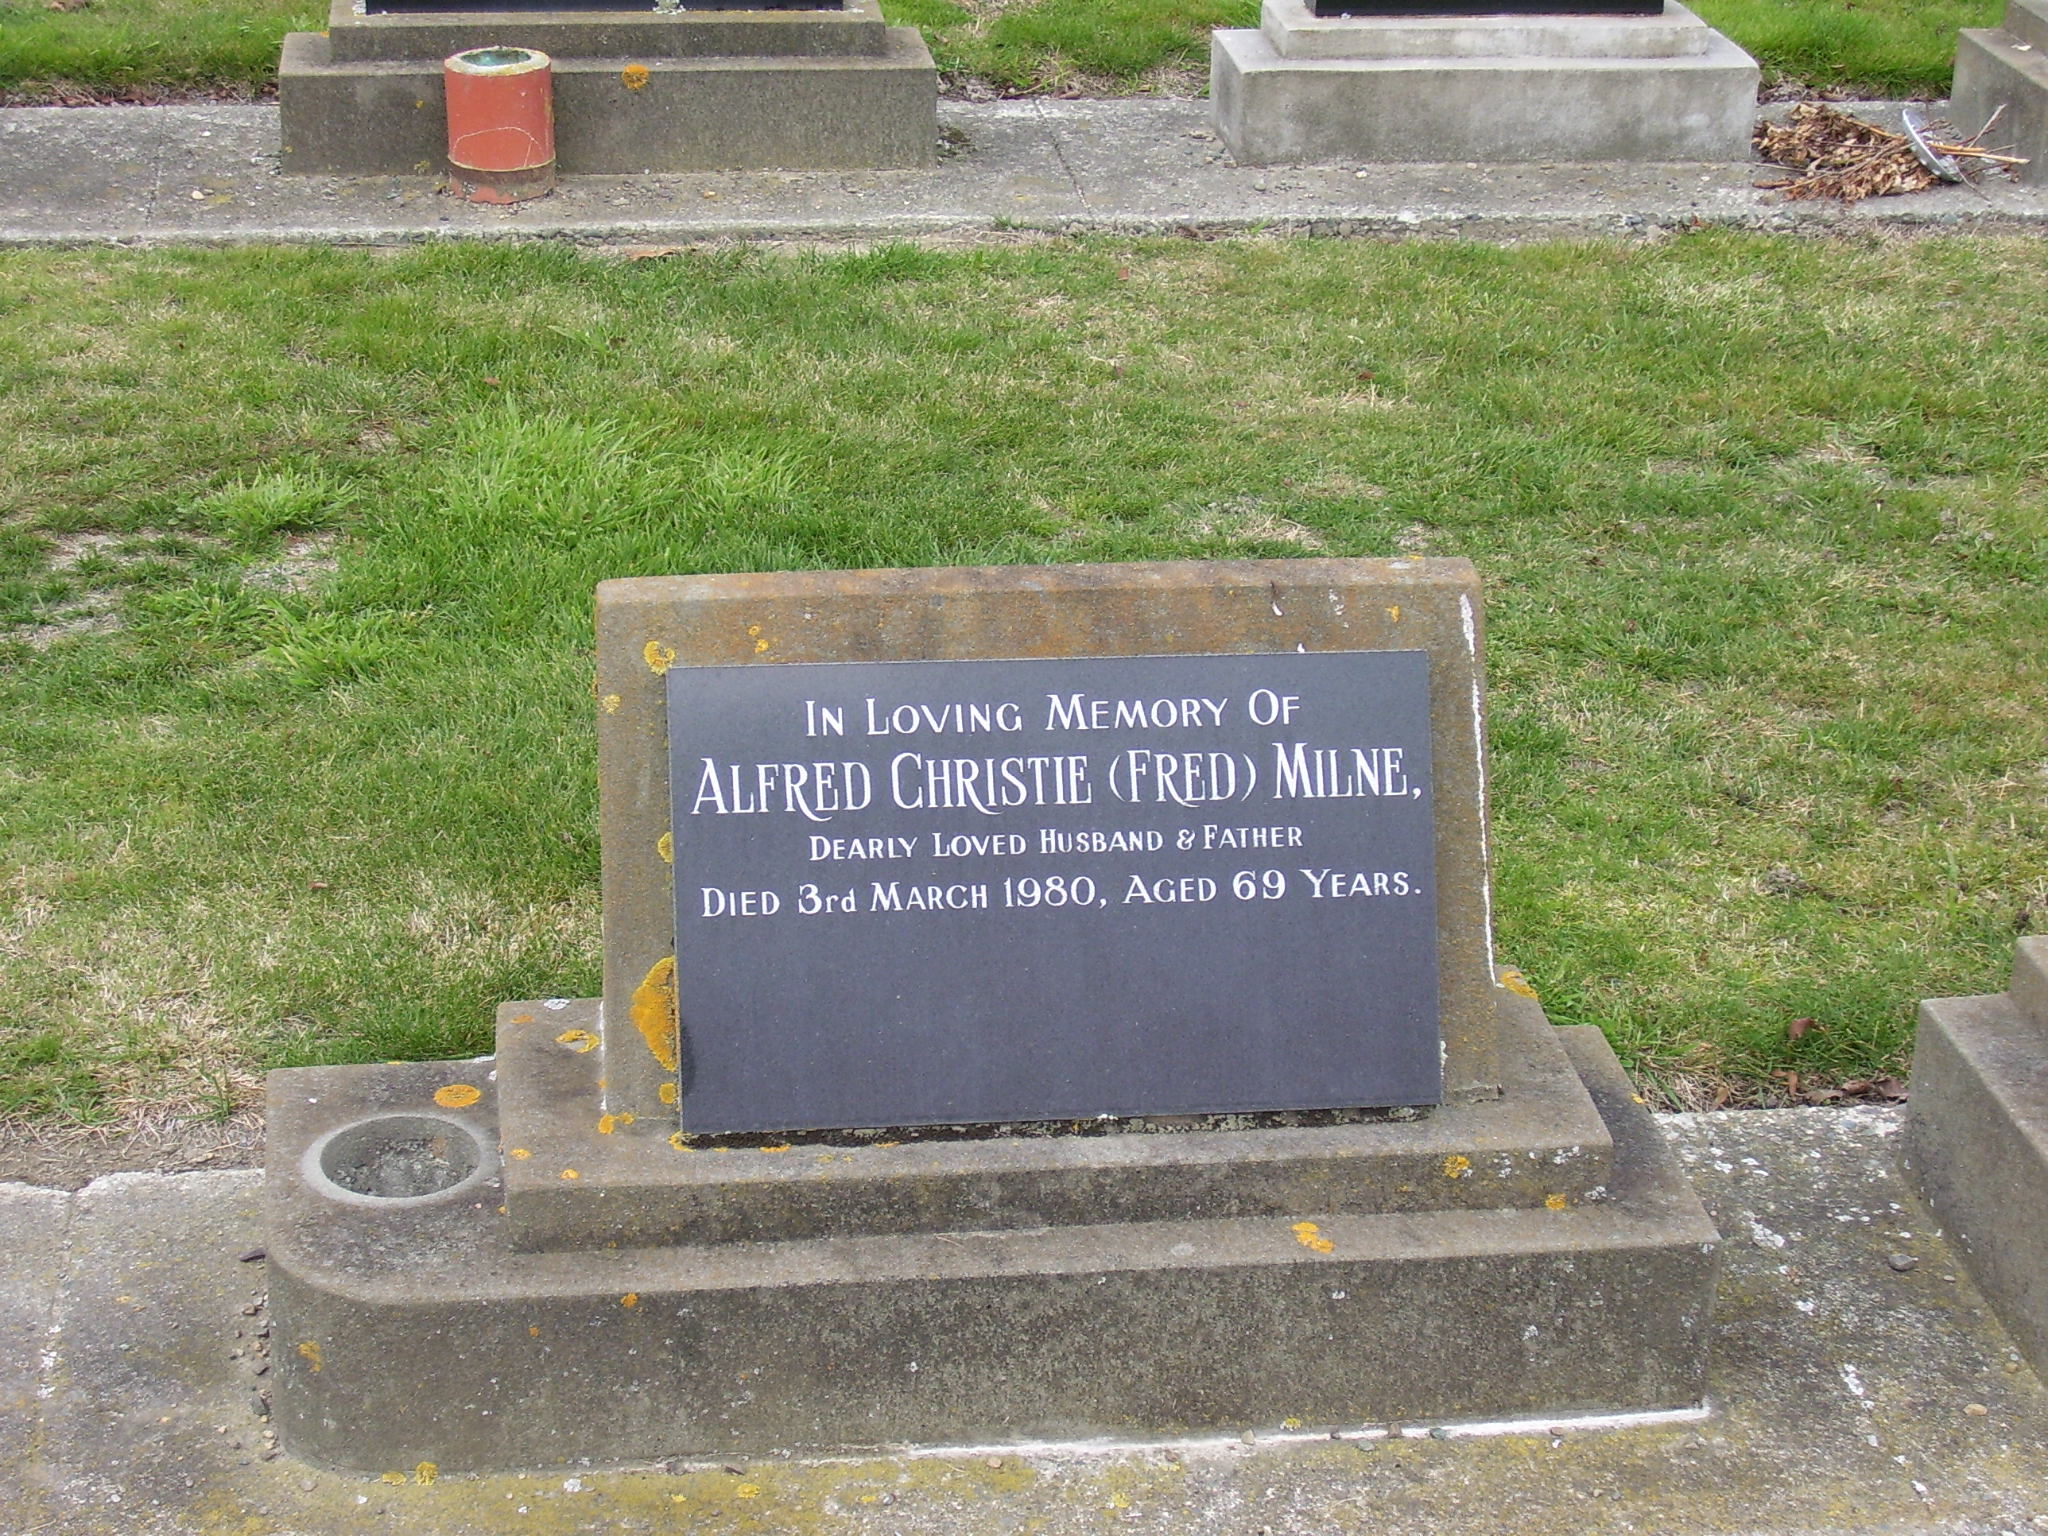 In Loving Memory Of
Alfred Christie (Fred) Milne,
Dearly Loved Husband & Father
Died 3rd March 1980, Aged 69 Years.